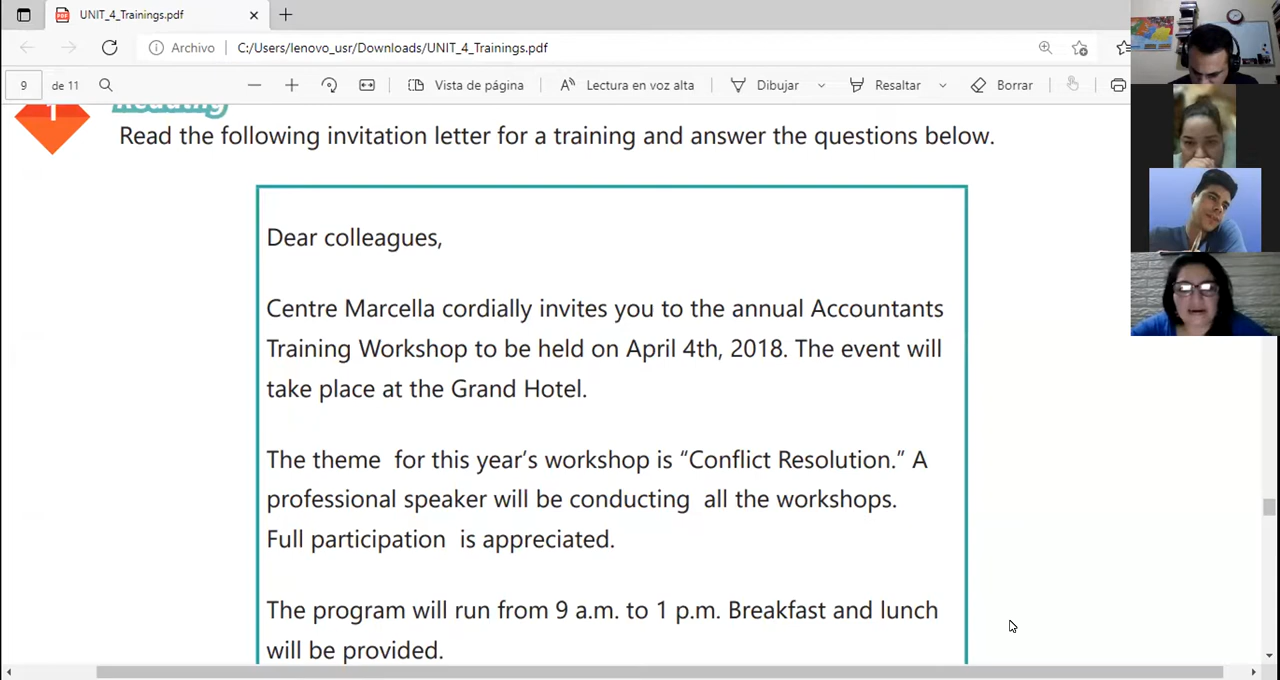 UNIT_4_Trainings.pdf
Archivo C:/Users/lenovo_usr/Downloads/UNIT_4_Trainings.pdf
9 de 11 Vista de página Lectura en voz alta Dibujar Resaltar Borrar
1 Reading
Read the following invitation letter for a training and answer the questions below.
Dear colleagues,
Centre Marcella cordially invites you to the annual Accountants
Training Workshop to be held on April 4th, 2018. The event will
take place at the Grand Hotel.
The theme for this year’s workshop is “Conflict Resolution.” A
professional speaker will be conducting all the workshops.
Full participation is appreciated.
The program will run from 9 a.m. to 1 p.m. Breakfast and lunch
will be provided.